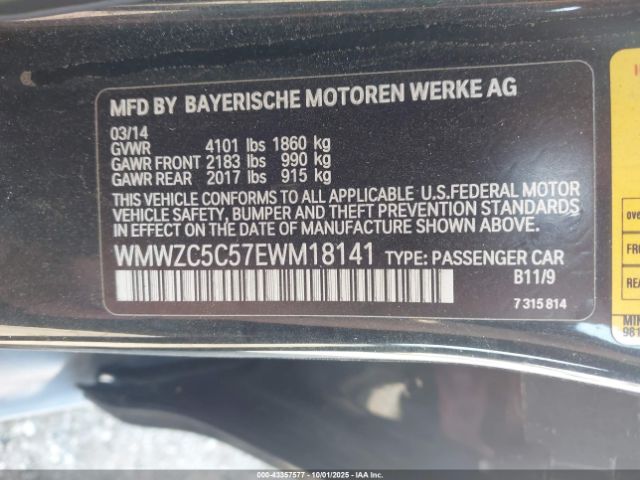 MFD BY BAYERISCHE MOTOREN WERKE AG
03/14
GVWR 4101 lbs 1860 kg
GAWR FRONT 2183 lbs 990 kg
GAWR REAR 2017 lbs 915 kg
THIS VEHICLE CONFORMS TO ALL APPLICABLE U.S.FEDERAL MOTOR
VEHICLE SAFETY, BUMPER AND THEFT PREVENTION STANDARDS
IN EFFECT ON THE DATE OF MANUFACTURE SHOWN ABOVE.
WMWZC5C57EWM18141 TYPE: PASSENGER CAR
B11/9
7 315 814
000-43357577 - 10/01/2025 - IAAI.COM